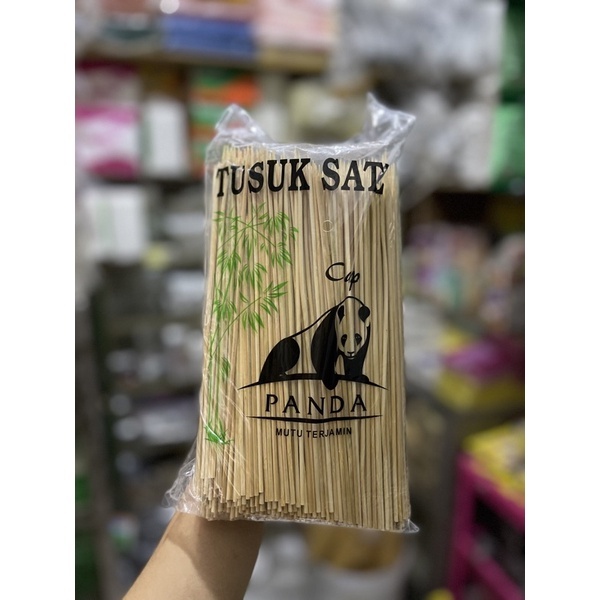 TUSUK SATE
Cap
PANDA
MUTU TERJAMIN